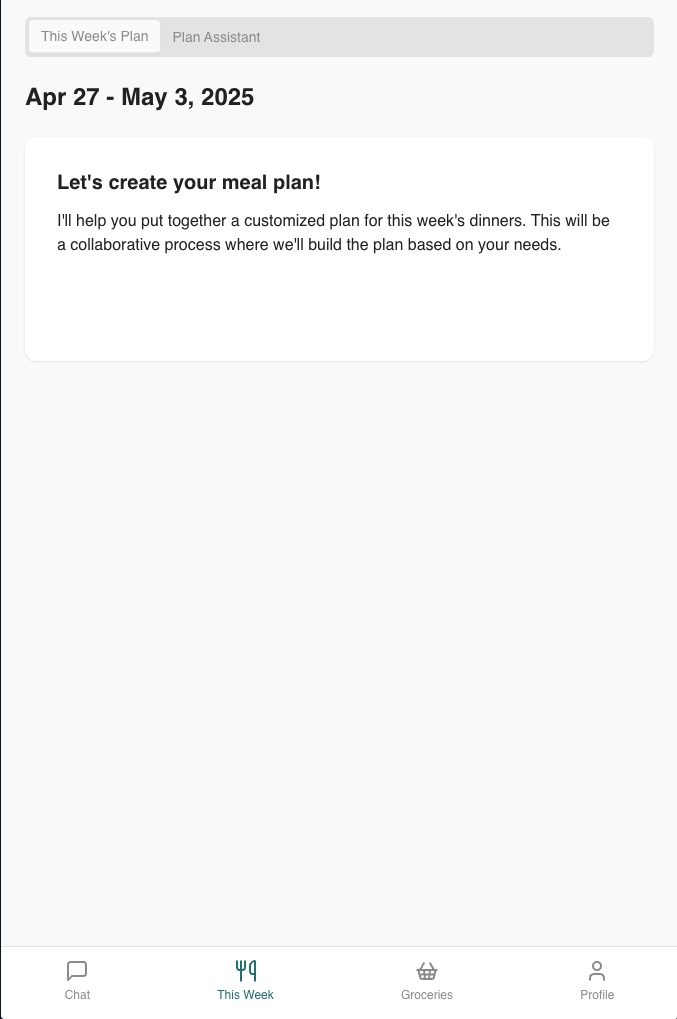 This Week's Plan
Plan Assistant
Apr 27 - May 3, 2025
Let's create your meal plan!
I'll help you put together a customized plan for this week's dinners. This will be
a collaborative process where we'll build the plan based on your needs.
Chat
This Week
Groceries
Profile